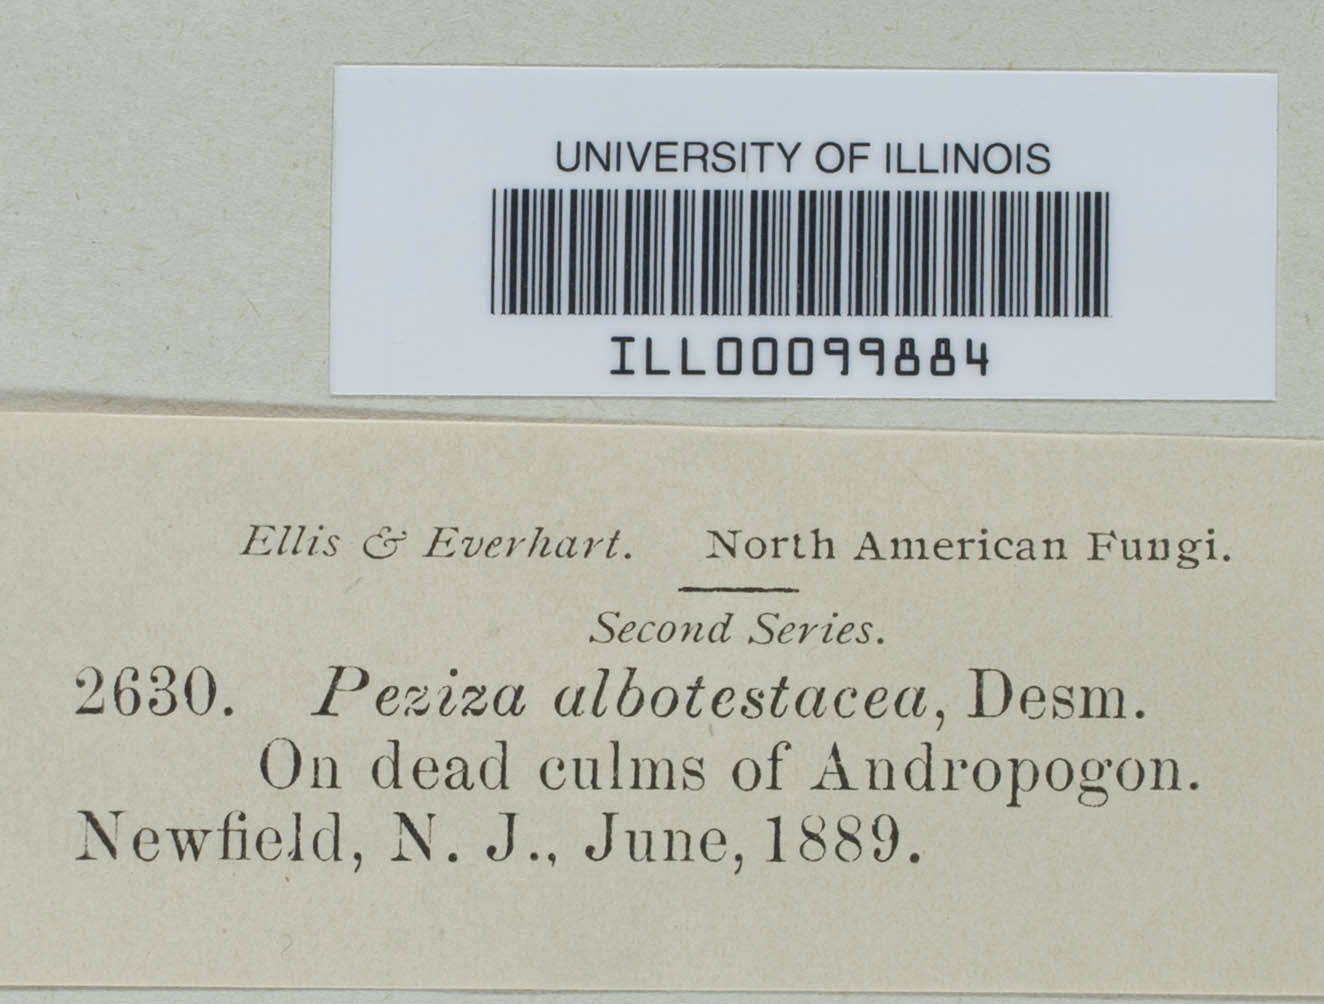 UNIVERSITY OF ILLINOIS
ILL00099884
Ellis & Everhart. North American Fungi.
Second Series.
2630. Peziza albotestacea, Desm.
On dead culms of Andropogon.
Newfield, N. J., June, 1889.